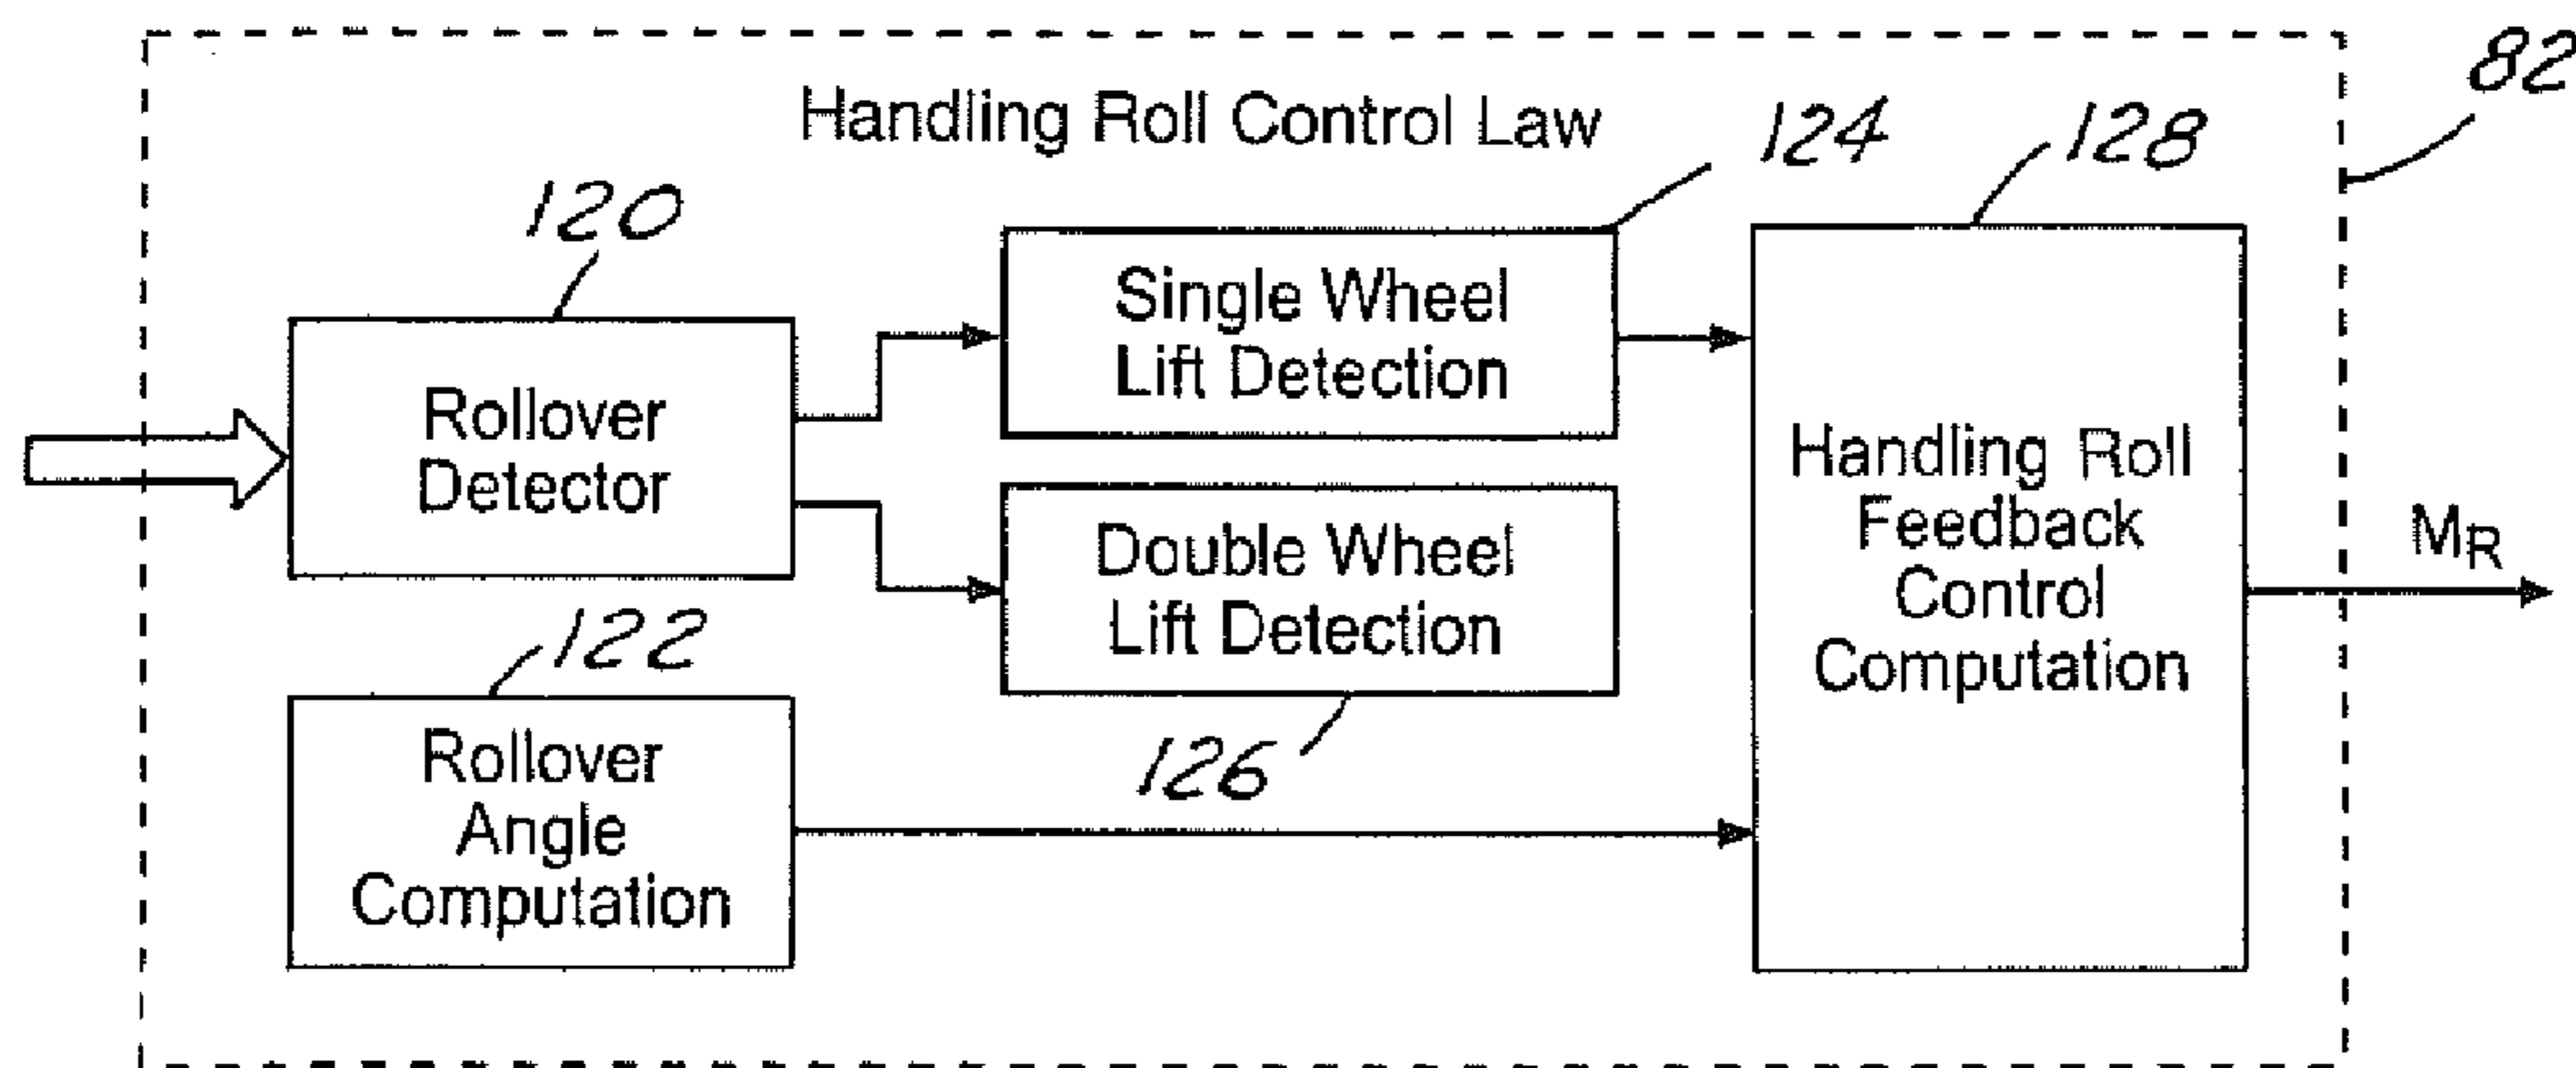 82
Handling Roll Control Law
124
128
120
Single Wheel
Lift Detection
Rollover
Detector
Handling Roll
Feedback
Control
Computation
Double Wheel
Lift Detection
M_R
122
126
Rollover
Angle
Computation